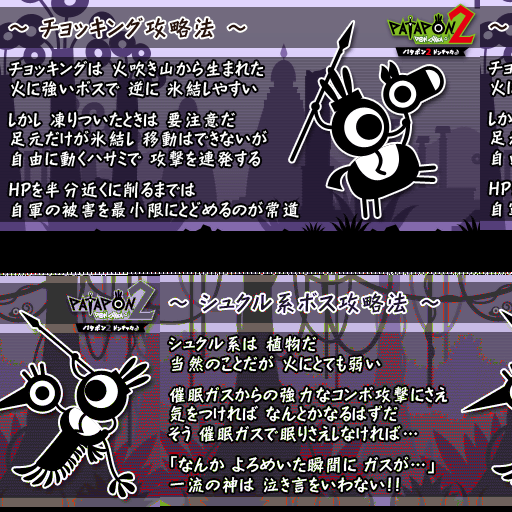 ～ チョッキング攻略法 ～
PATAPON 2
パタポン2 ドンチャカ♪
チョッキングは 火吹き山から生まれた
火に強いボスで 逆に 氷結しやすい
しかし 凍りついたときは 要注意だ
足元だけが氷結し 移動はできないが
自由に動くハサミで 攻撃を連発する
HPを半分近くに削るまでは
自軍の被害を最小限にとどめるのが常道
～
チョッ
火に
しか
足
自由
HP
自
PATAPON 2
パタポン2 ドンチャカ♪
～ シュクル系ボス攻略法 ～
シュクル系は 植物だ
当然のことだが 火にとても弱い
催眠ガスからの強力なコンボ攻撃にさえ
気をつければ なんとかなるはずだ
そう 催眠ガスで眠りさえしなければ…
「なんか よろめいた瞬間に ガスが…」
一流の神は 泣き言をいわない!!